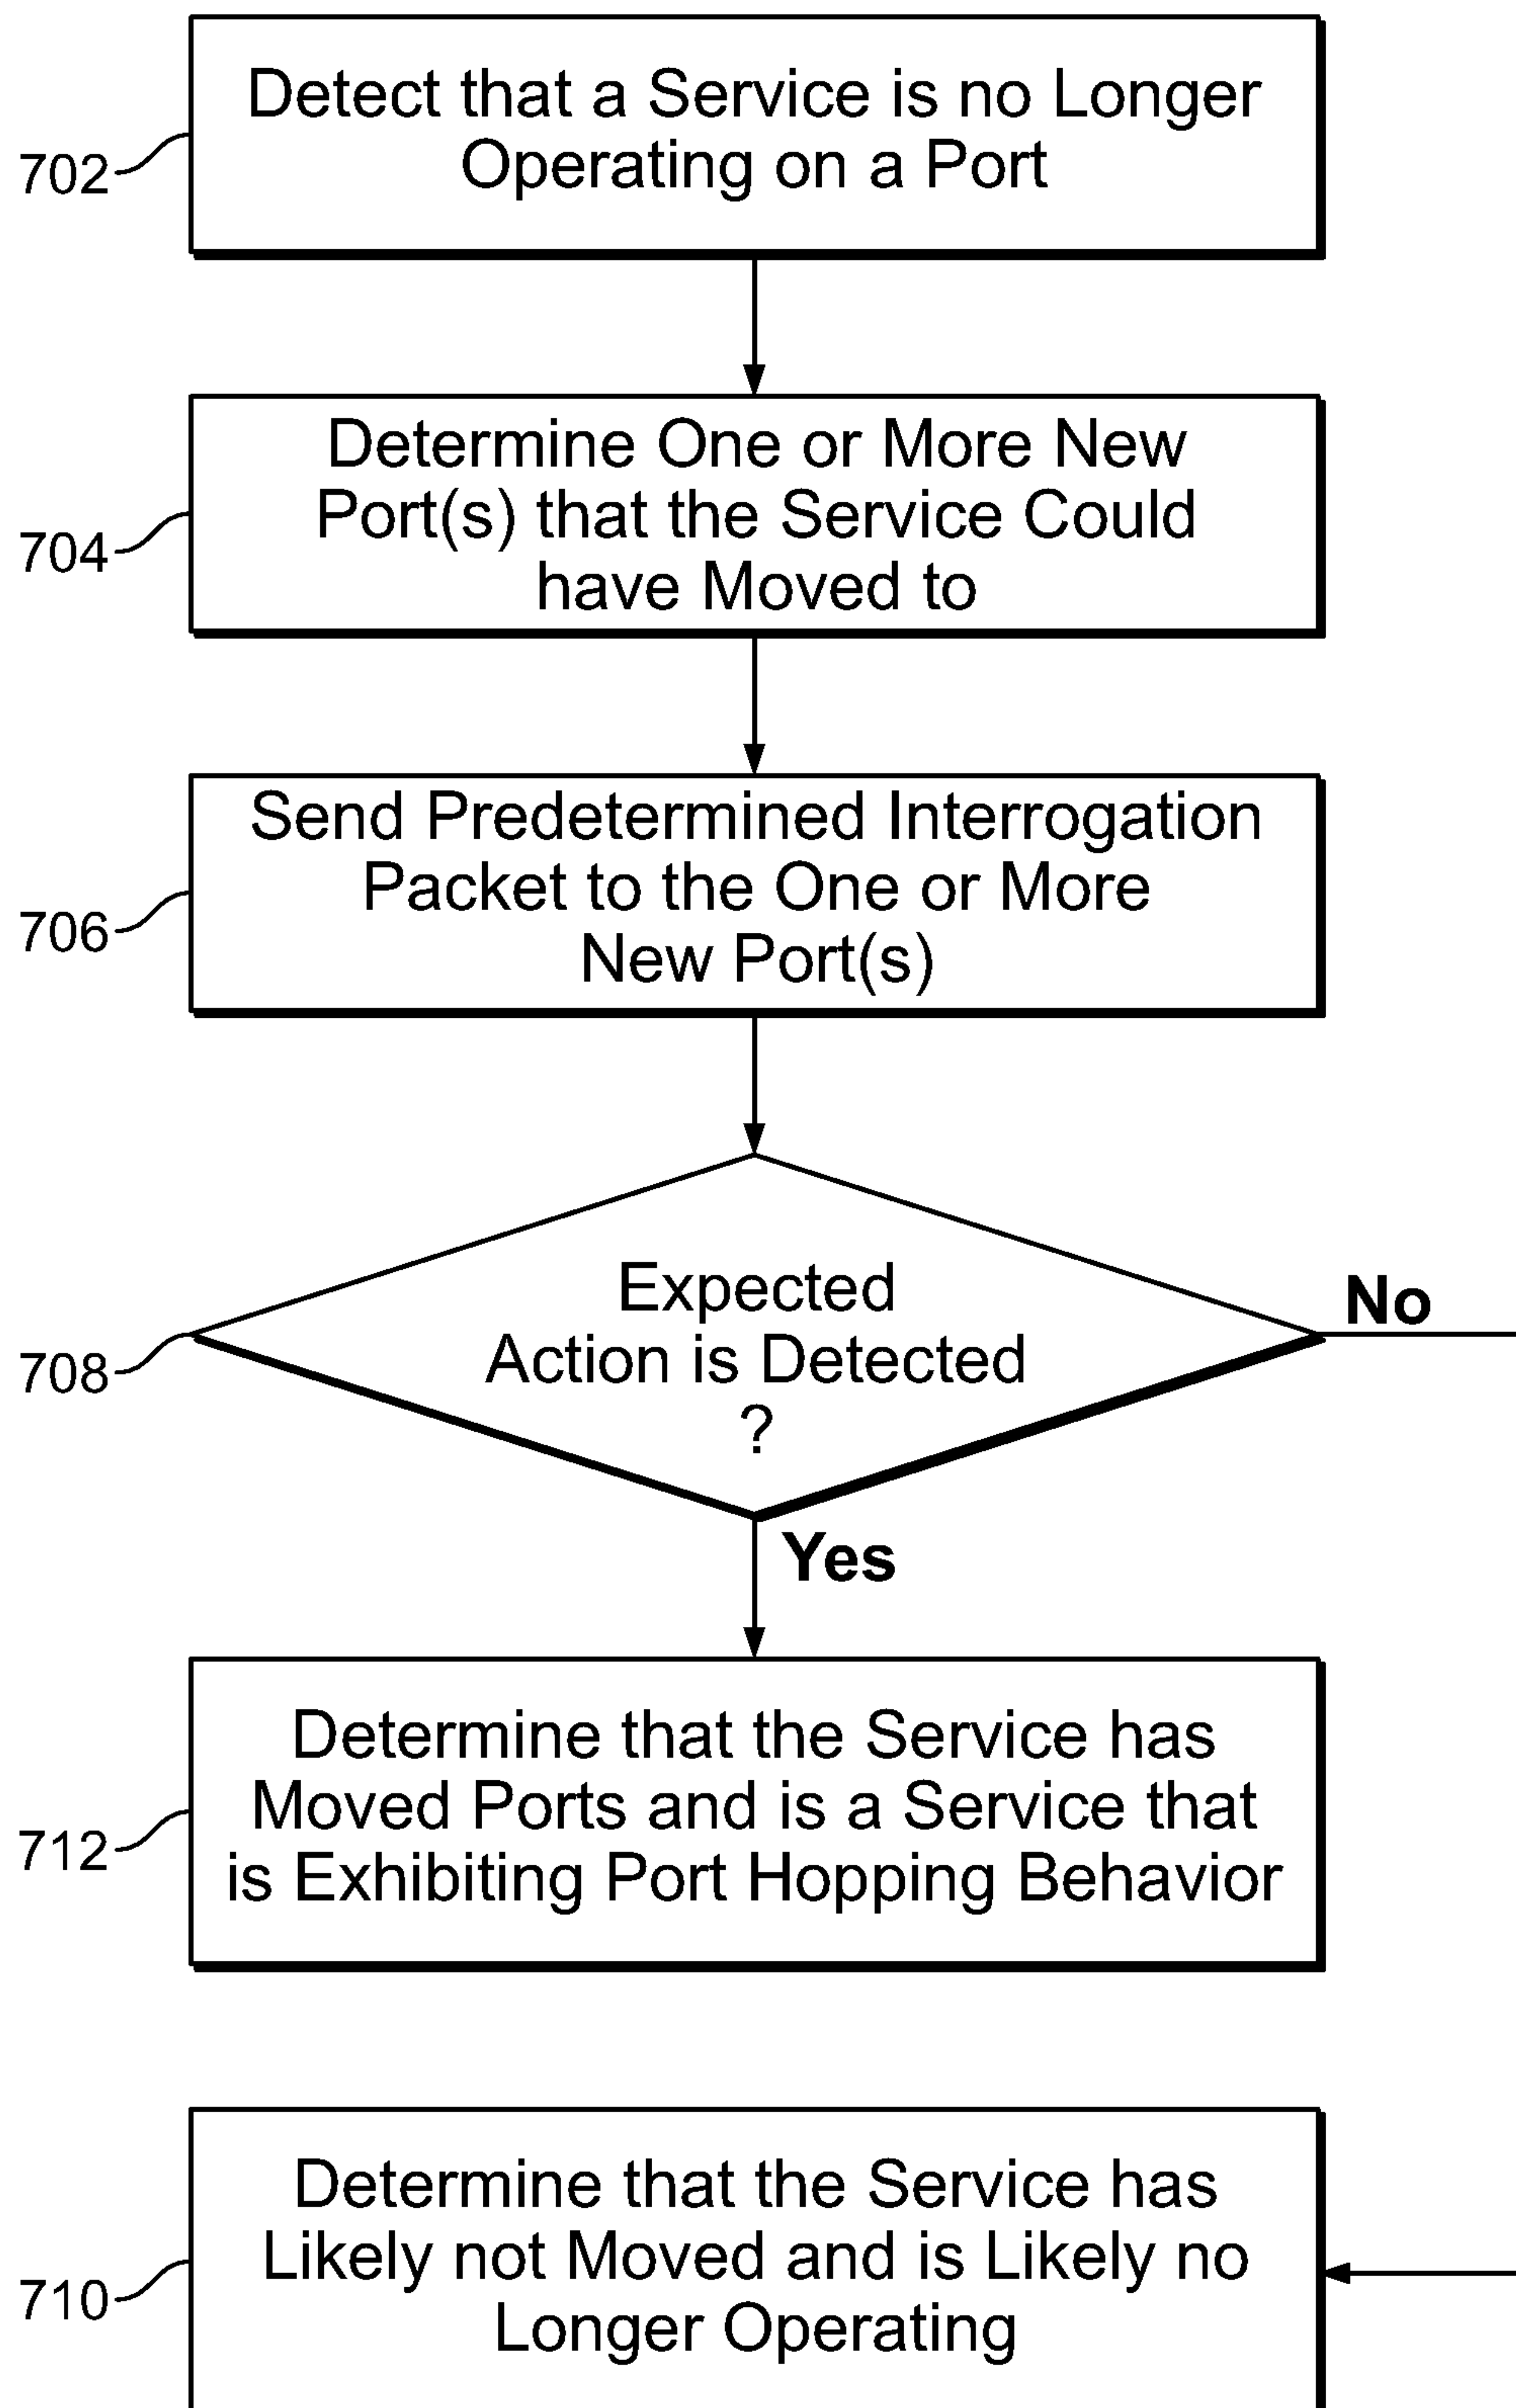 Detect that a Service is no Longer
Operating on a Port
702
Determine One or More New
Port(s) that the Service Could
have Moved to
704
Send Predetermined Interrogation
Packet to the One or More
New Port(s)
706
Expected
Action is Detected
?
708
No
Yes
Determine that the Service has
Moved Ports and is a Service that
is Exhibiting Port Hopping Behavior
712
Determine that the Service has
Likely not Moved and is Likely no
Longer Operating
710